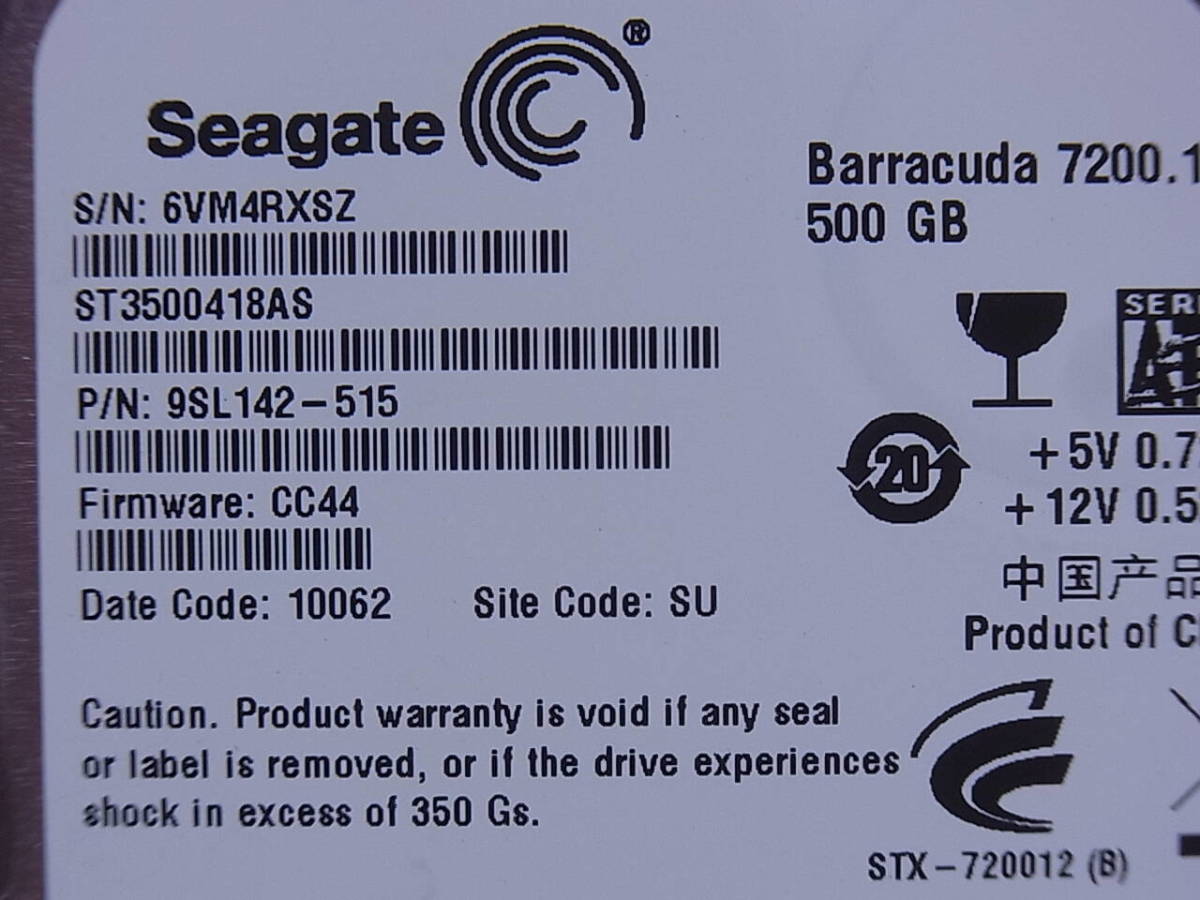 Seagate®
S/N: 6VM4RXSZ
ST3500418AS
P/N: 9SL142-515
Firmware: CC44
Date Code: 10062 Site Code: SU
Caution. Product warranty is void if any seal
or label is removed, or if the drive experiences
shock in excess of 350 Gs.
Barracuda 7200.1
500 GB
SER
20
+5V 0.7
+12V 0.5
中国产品
Product of C
STX-720012 (B)